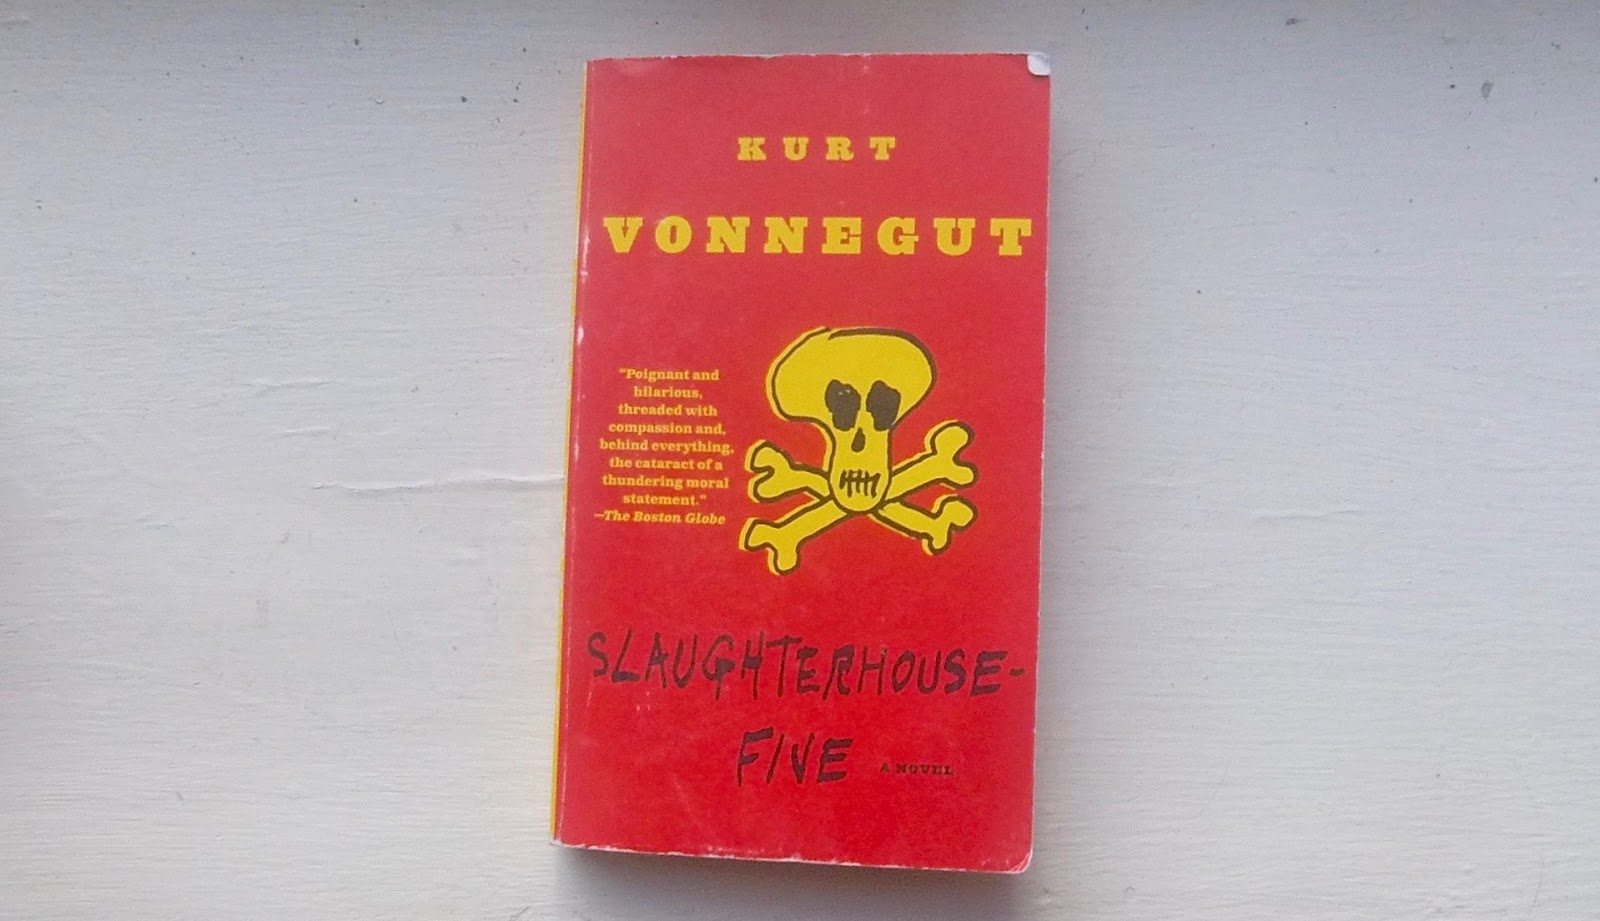 KURT
VONNEGUT
“Poignant and
hilarious,
threaded with
compassion and,
behind everything,
the cataract of a
thundering moral
statement.”
—The Boston Globe
SLAUGHTERHOUSE-
FIVE A NOVEL